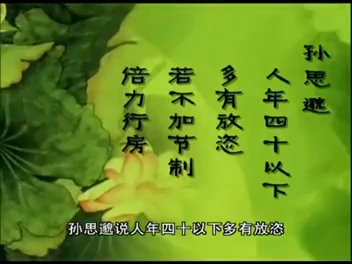 孙思邈
人年四十以下
多有放恣
若不加节制
倍力行房
孙思邈说人年四十以下多有放恣